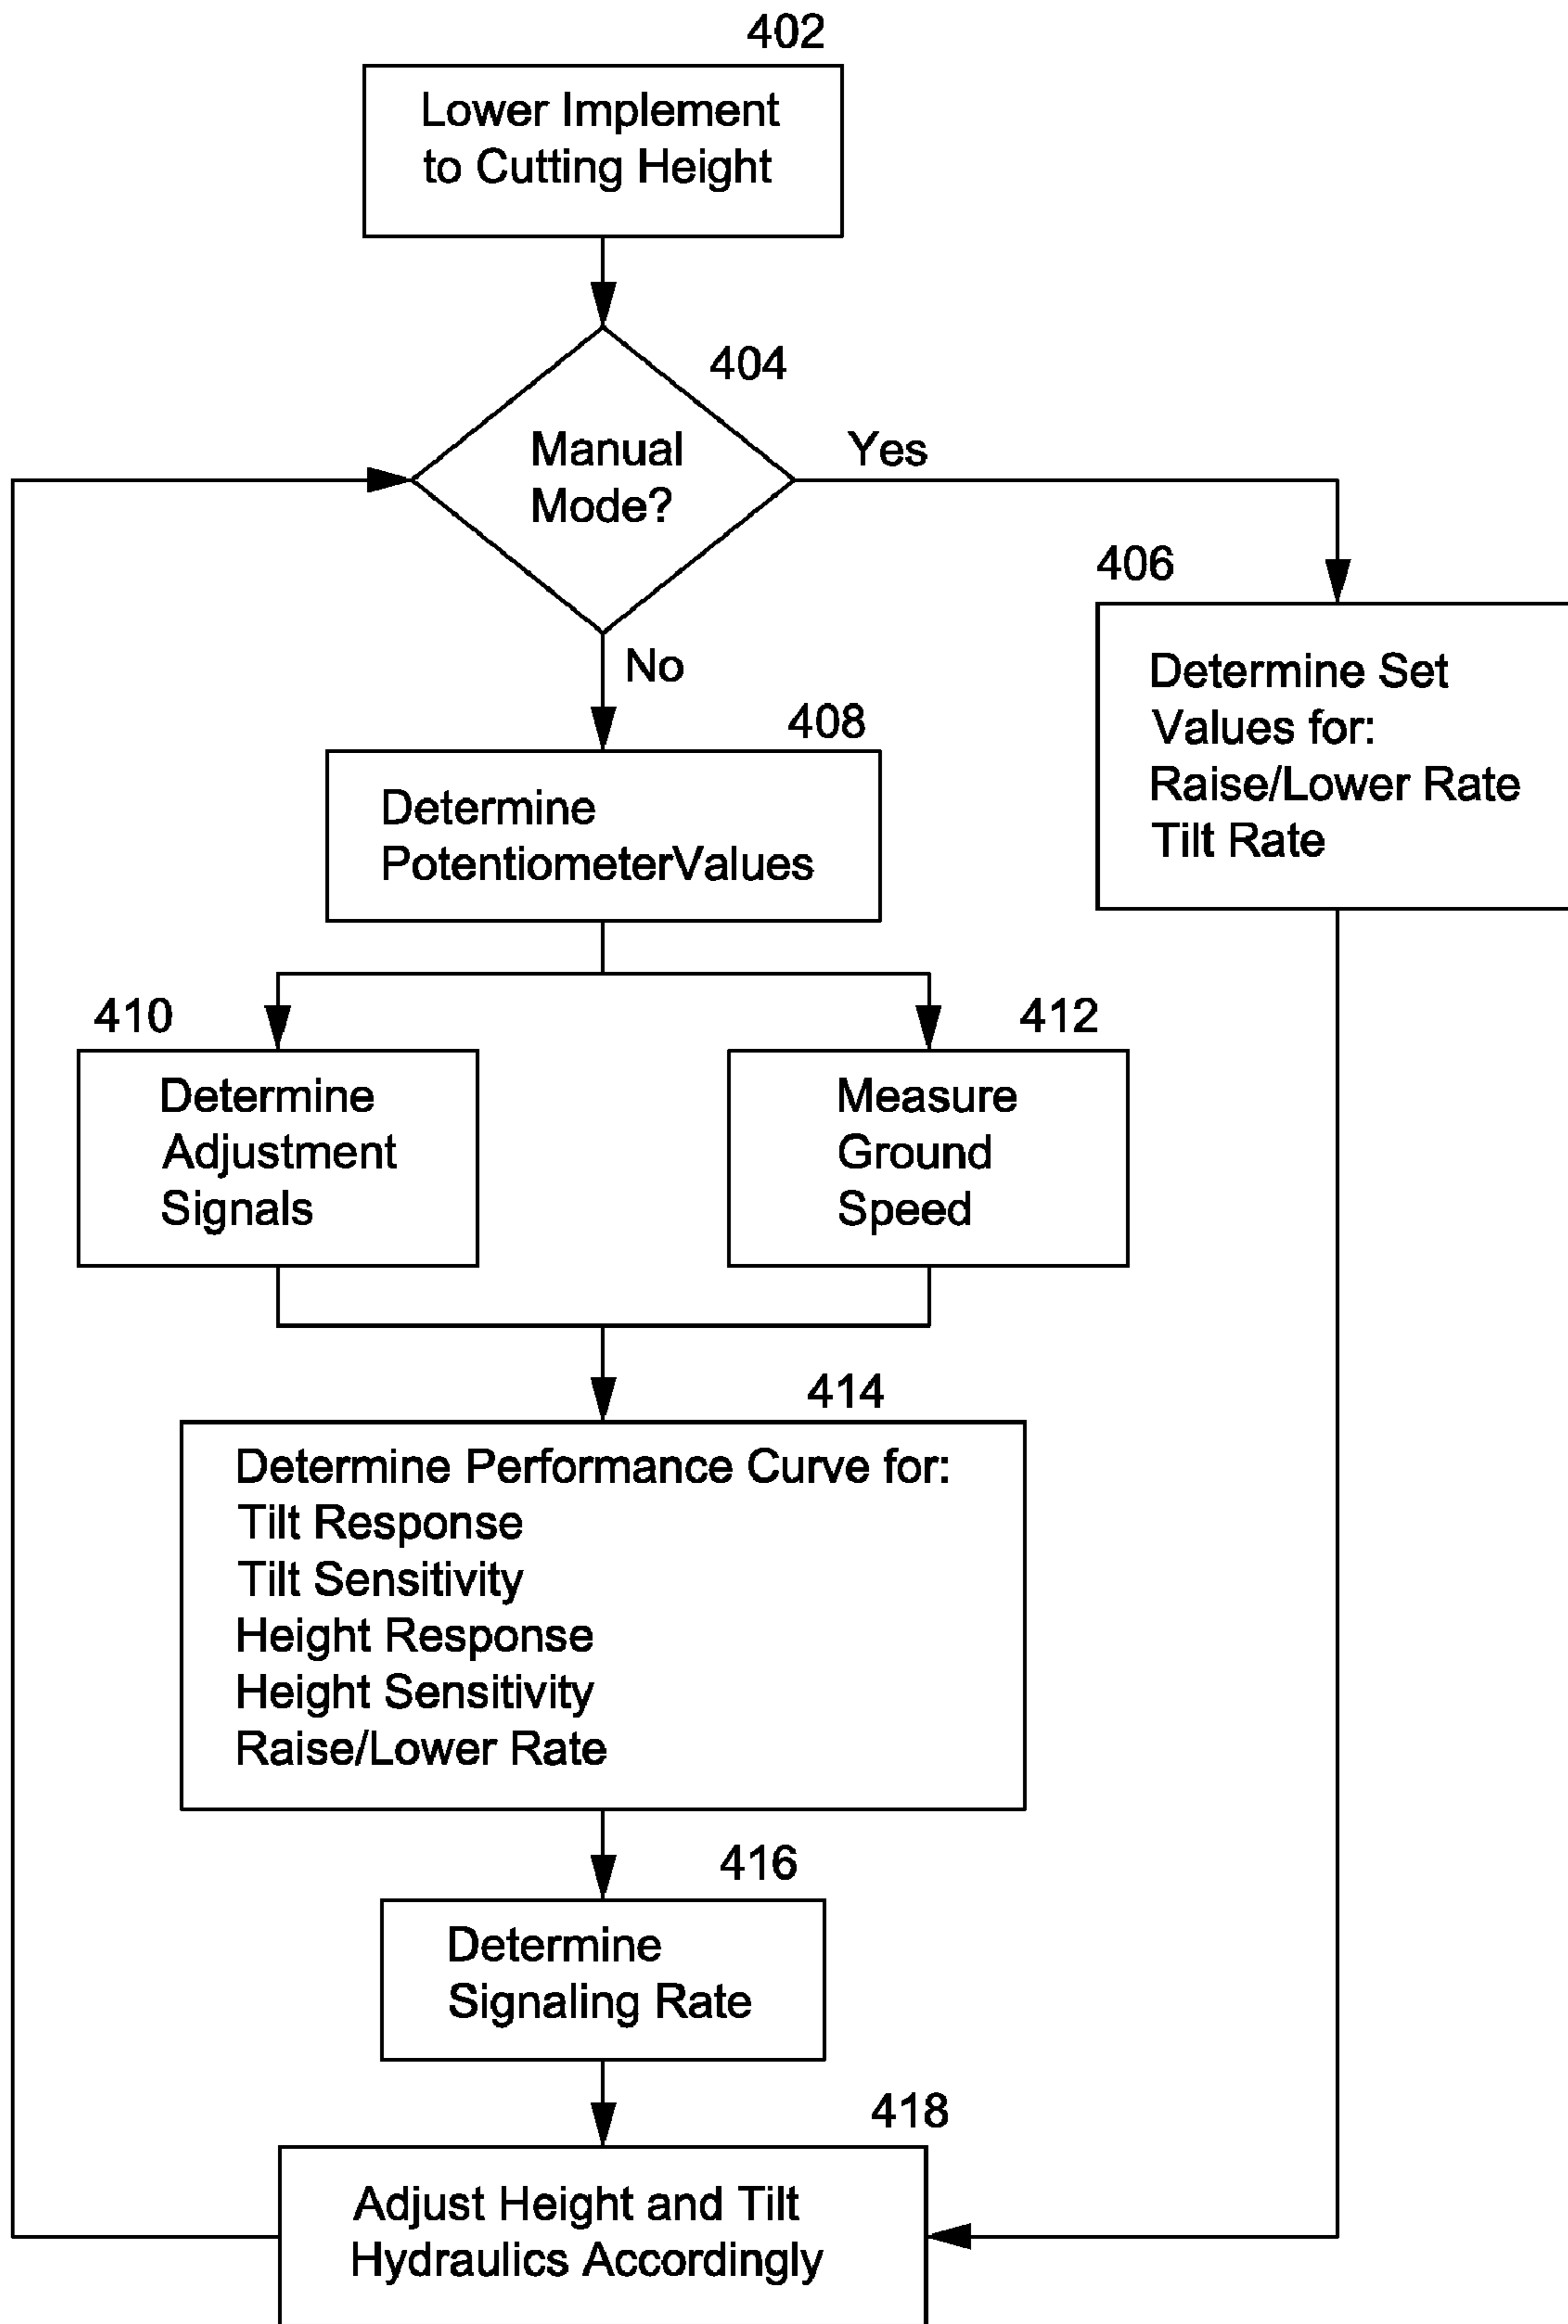 402
Lower Implement
to Cutting Height
404
Manual
Mode?
Yes
No
406
Determine Set
Values for:
Raise/Lower Rate
Tilt Rate
408
Determine
PotentiometerValues
410
Determine
Adjustment
Signals
412
Measure
Ground
Speed
414
Determine Performance Curve for:
Tilt Response
Tilt Sensitivity
Height Response
Height Sensitivity
Raise/Lower Rate
416
Determine
Signaling Rate
418
Adjust Height and Tilt
Hydraulics Accordingly